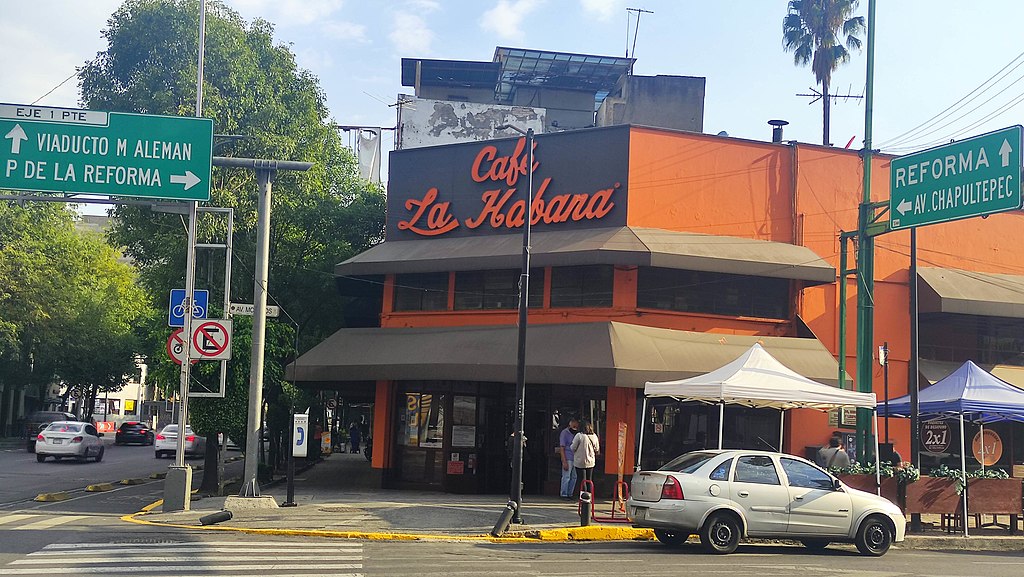 EJE 1 PTE
VIADUCTO M ALEMAN
P DE LA REFORMA
Café
La Habana
REFORMA
AV. CHAPULTEPEC
2x1